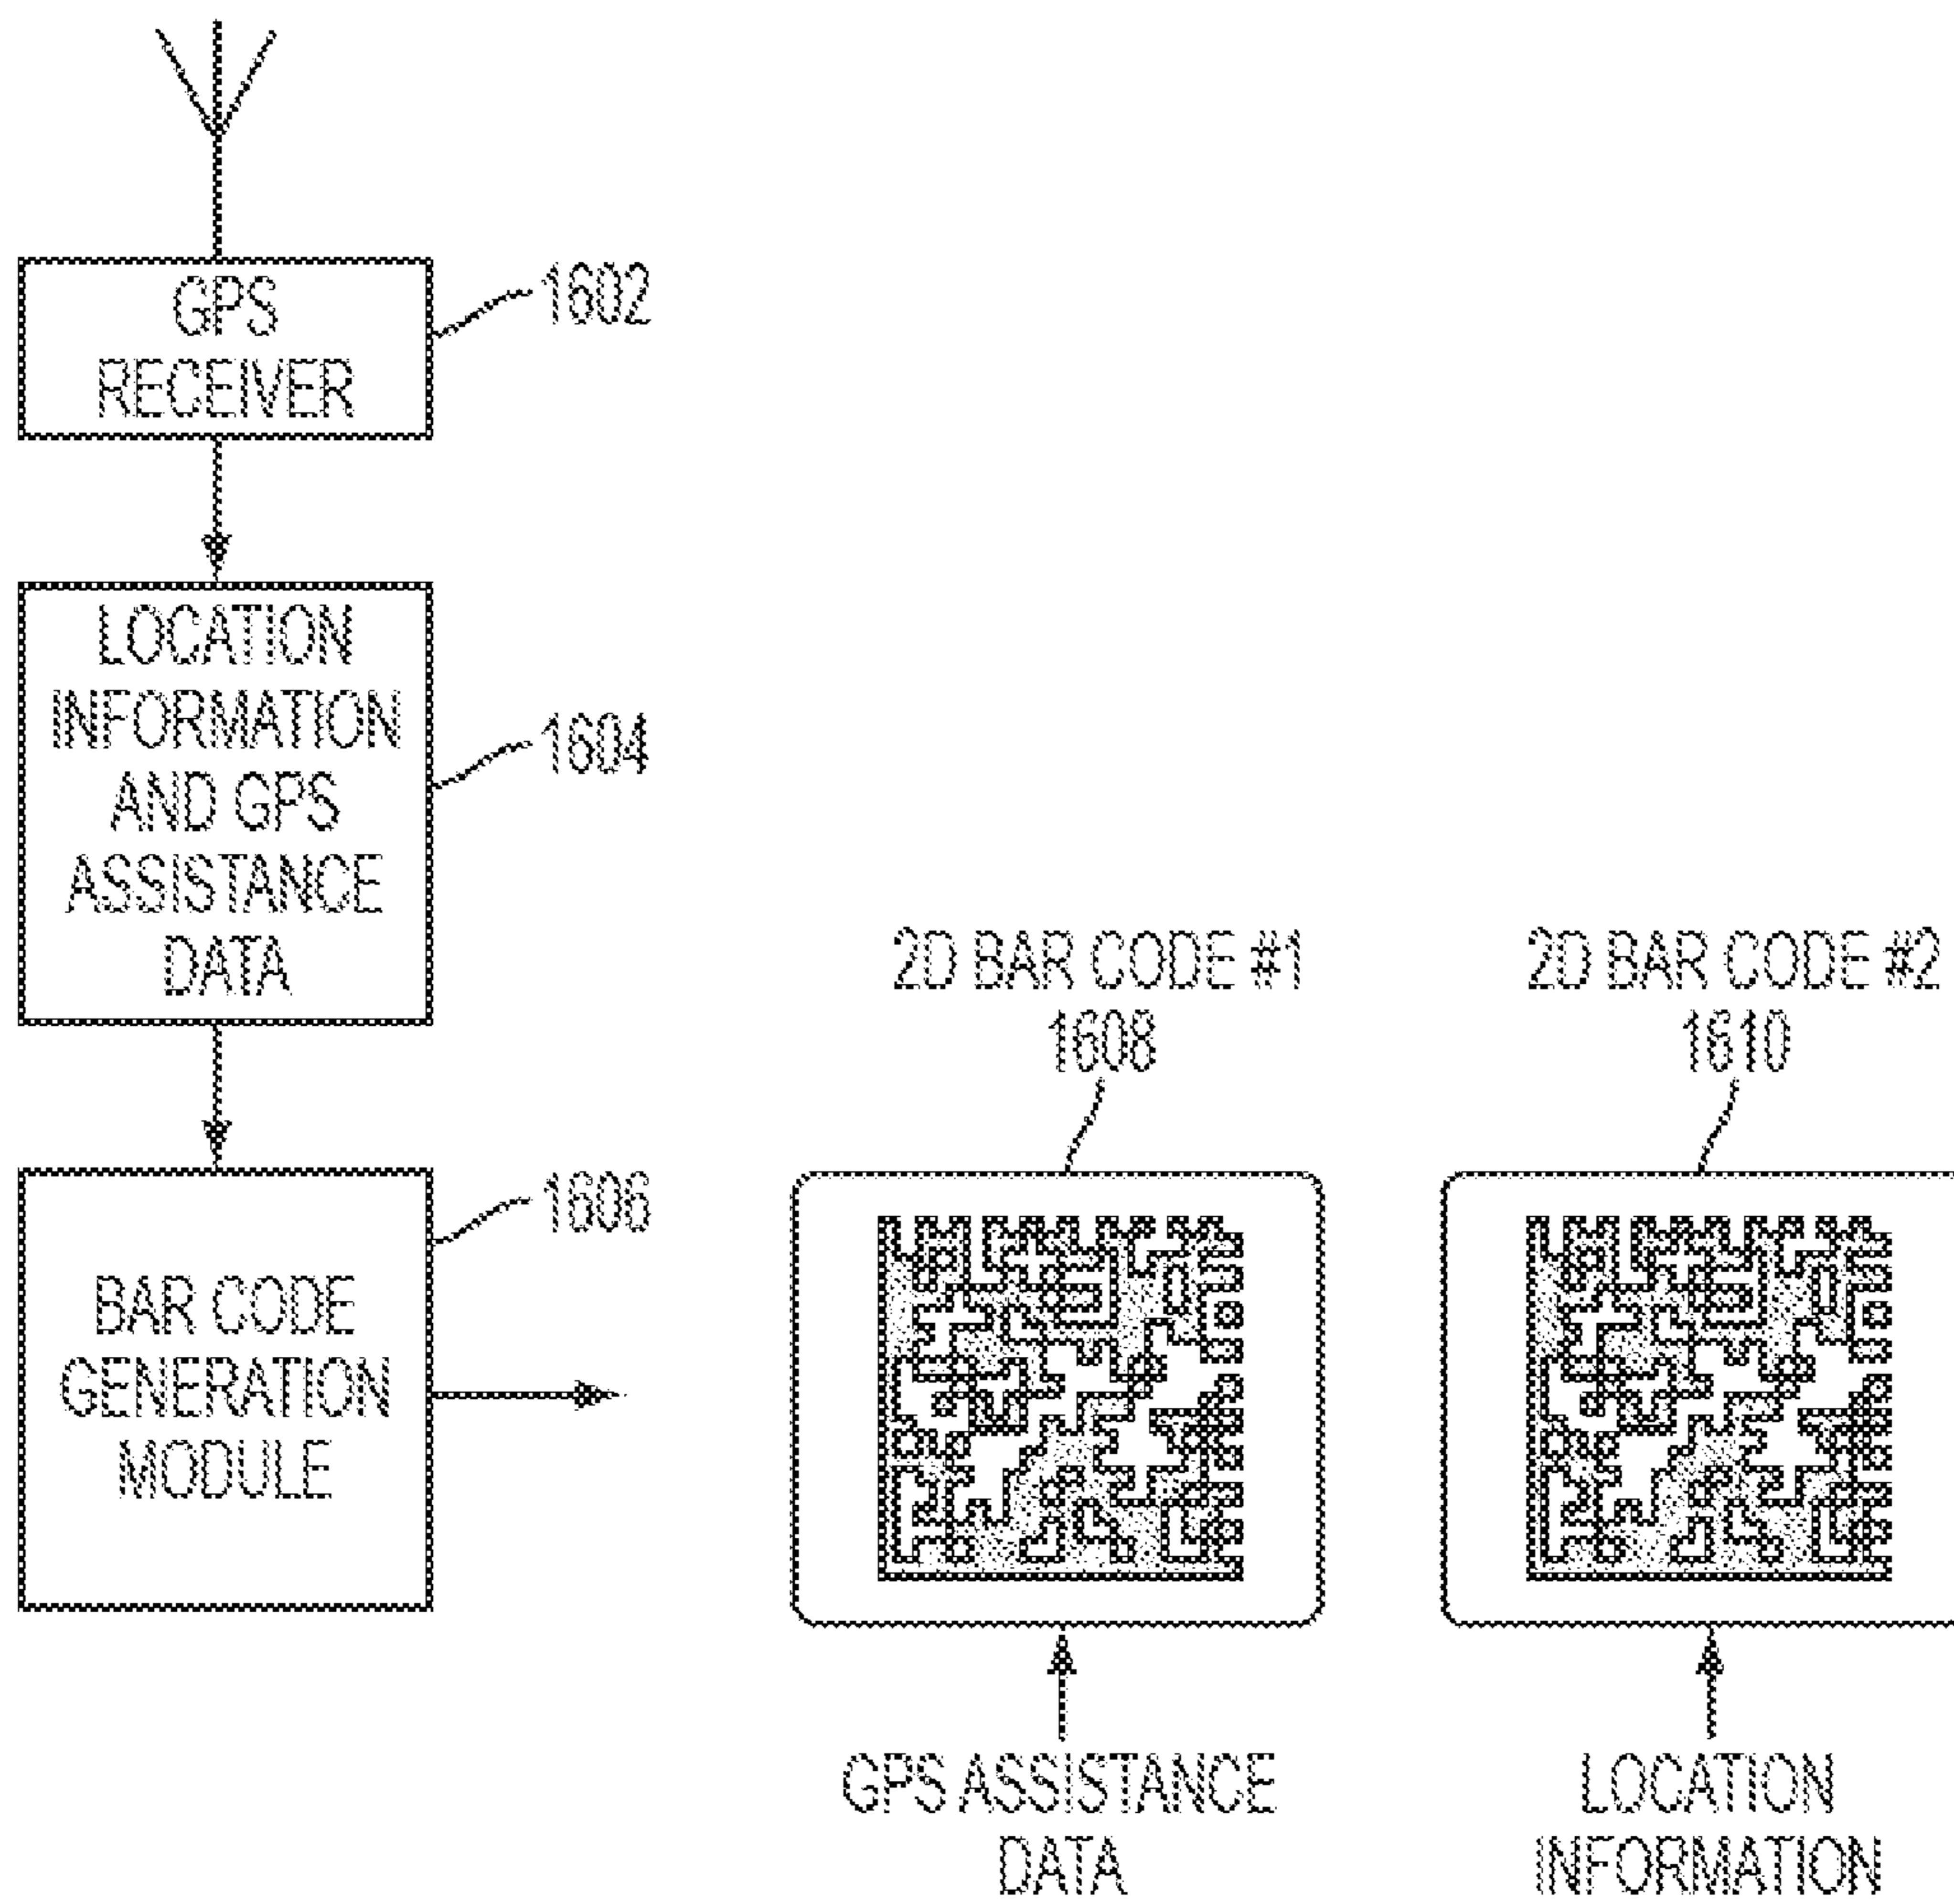 GPS
RECEIVER
1602
LOCATION
INFORMATION
AND GPS
ASSISTANCE
DATA
1604
BAR CODE
GENERATION
MODULE
1606
2D BAR CODE #1
1608
2D BAR CODE #2
1610
GPS ASSISTANCE
DATA
LOCATION
INFORMATION